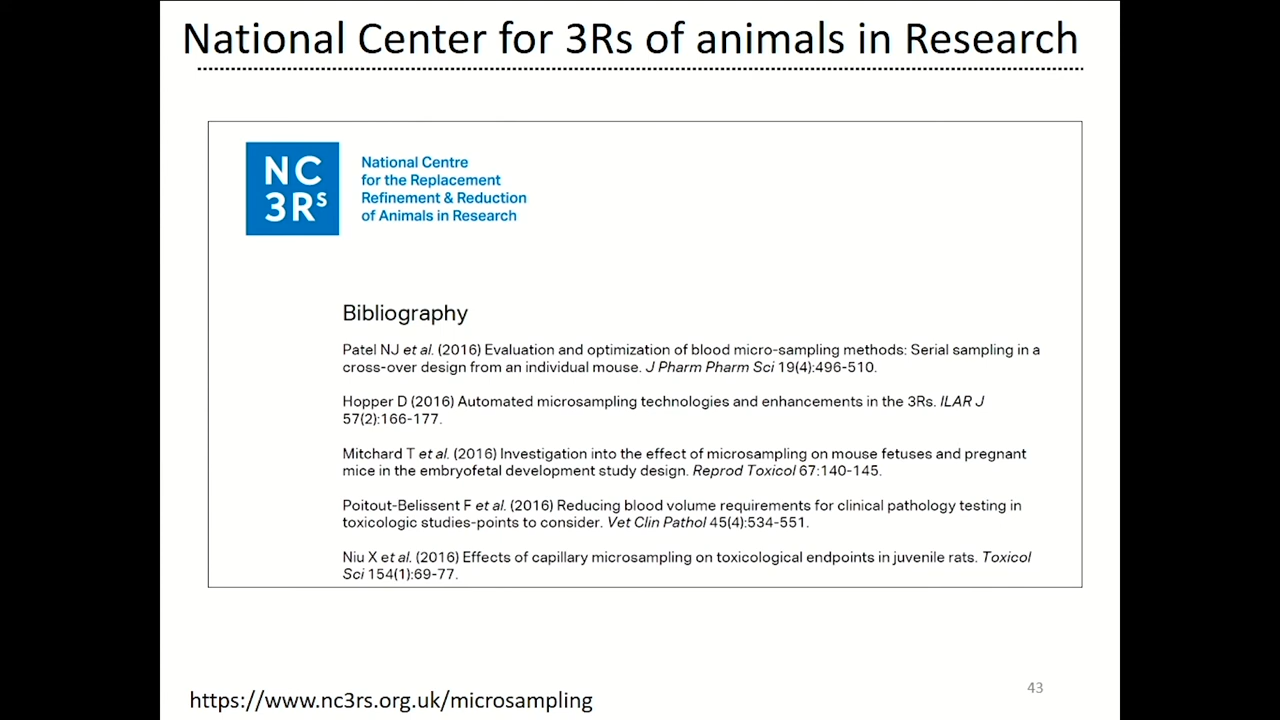 National Center for 3Rs of animals in Research
NC
3Rs
National Centre
for the Replacement
Refinement & Reduction
of Animals in Research
Bibliography
Patel NJ et al. (2016) Evaluation and optimization of blood micro-sampling methods: Serial sampling in a
cross-over design from an individual mouse. J Pharm Pharm Sci 19(4):496-510.
Hopper D (2016) Automated microsampling technologies and enhancements in the 3Rs. ILAR J
57(2):166-177.
Mitchard T et al. (2016) Investigation into the effect of microsampling on mouse fetuses and pregnant
mice in the embryofetal development study design. Reprod Toxicol 67:140-145.
Poitout-Belissent F et al. (2016) Reducing blood volume requirements for clinical pathology testing in
toxicologic studies-points to consider. Vet Clin Pathol 45(4):534-551.
Niu X et al. (2016) Effects of capillary microsampling on toxicological endpoints in juvenile rats. Toxicol
Sci 154(1):69-77.
43
https://www.nc3rs.org.uk/microsampling